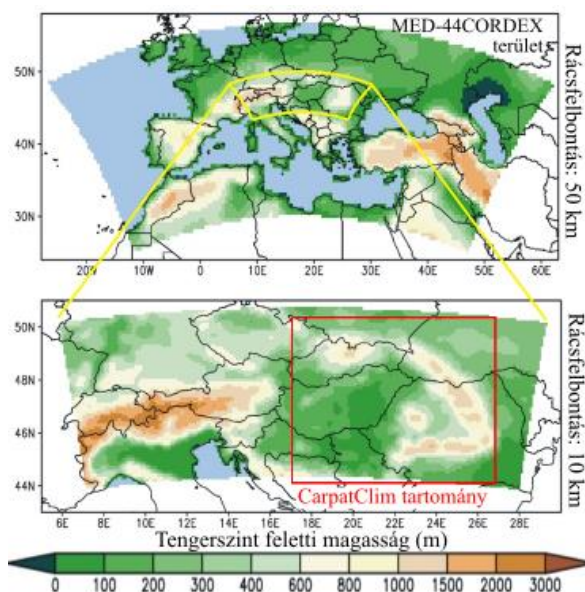 MED-44CORDEX
terület
50N
40N
30N
20W
10W
0
10E
20E
30E
40E
50E
60E
Rácsfelbontás: 50 km
50N
48N
46N
44N
6E
8E
10E
12E
14E
16E
18E
20E
22E
24E
26E
28E
CarpatClim tartomány
Rácsfelbontás: 10 km
Tengerszint feletti magasság (m)
0 100 200 300 400 600 800 1000 1500 2000 3000